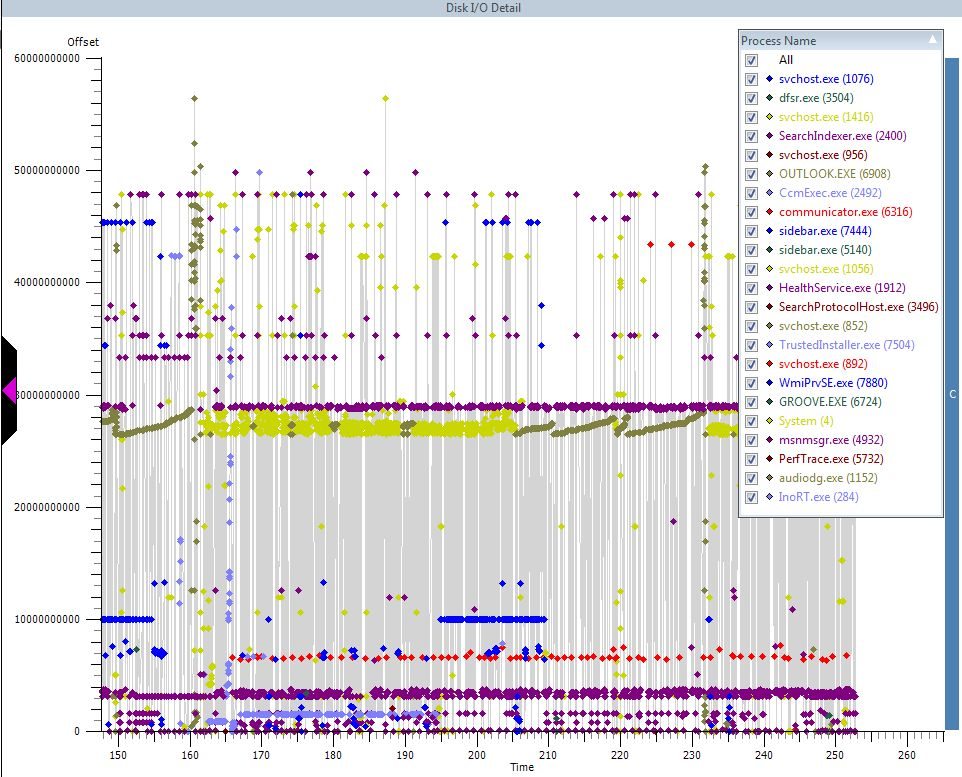 Disk I/O Detail
Offset
Process Name
All
svchost.exe (1076)
dfsr.exe (3504)
svchost.exe (1416)
SearchIndexer.exe (2400)
svchost.exe (956)
OUTLOOK.EXE (6908)
CcmExec.exe (2492)
communicator.exe (6316)
sidebar.exe (7444)
sidebar.exe (5140)
svchost.exe (1056)
HealthService.exe (1912)
SearchProtocolHost.exe (3496)
svchost.exe (852)
TrustedInstaller.exe (7504)
svchost.exe (892)
WmiPrvSE.exe (7880)
GROOVE.EXE (6724)
System (4)
msnmsgr.exe (4932)
PerfTrace.exe (5732)
audiodg.exe (1152)
InoRT.exe (284)
60000000000
50000000000
40000000000
30000000000
20000000000
10000000000
0
150 160 170 180 190 200 210 220 230 240 250 260
Time
C